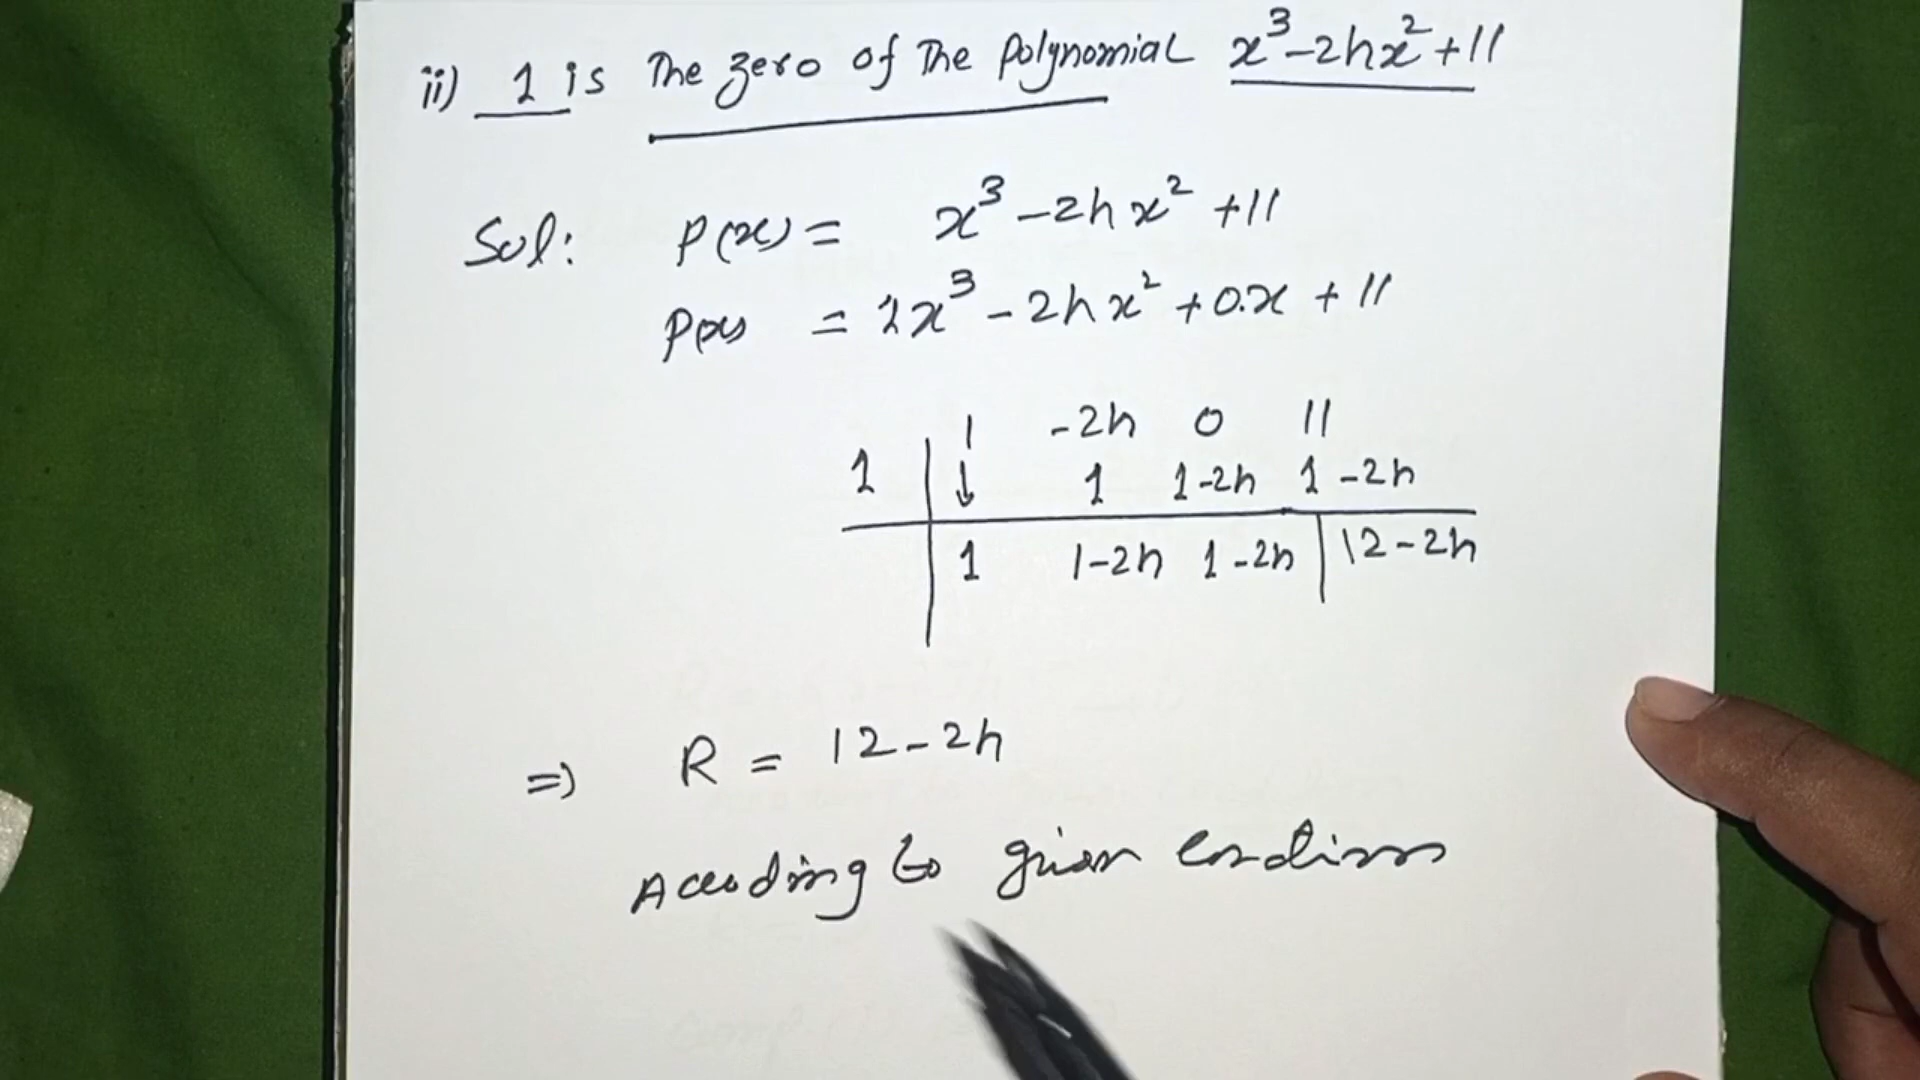 ii) 1 is The zero of The Polynomial x³-2hx²+11
Sol: P(x) = x³-2hx²+11
P(x) = 1x³-2hx²+0.x+11
1 -2h 0 11
1 ↓ 1 1-2h 1-2h
1 1-2h 1-2h 12-2h
=) R = 12-2h
According to given condition